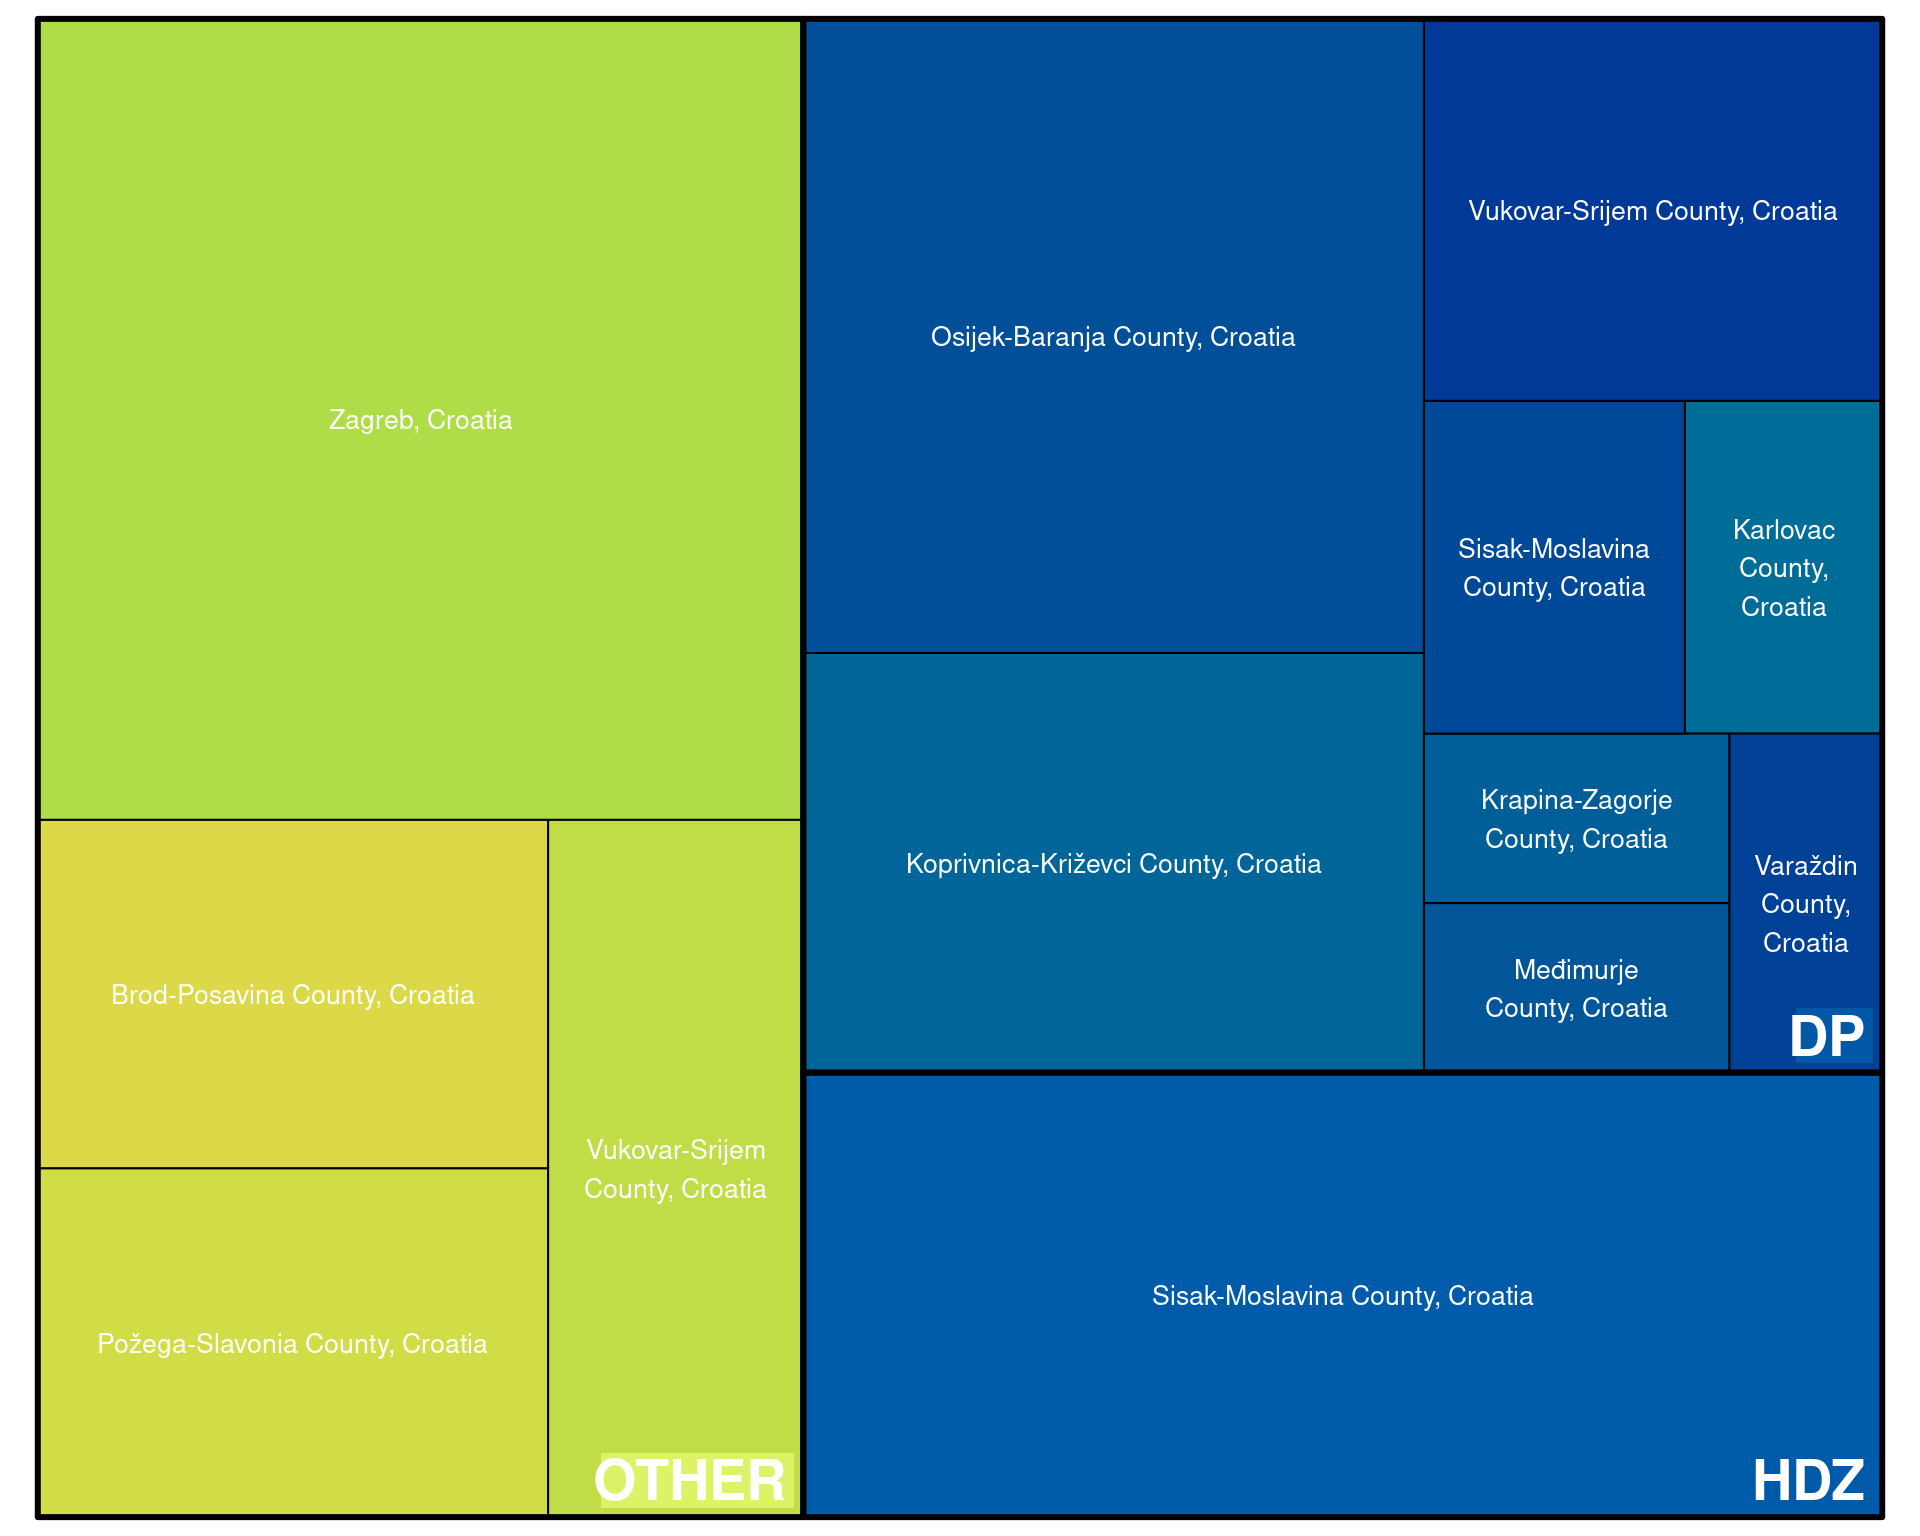 Zagreb, Croatia
Brod-Posavina County, Croatia
Požega-Slavonia County, Croatia
Vukovar-Srijem
County, Croatia
OTHER
Osijek-Baranja County, Croatia
Koprivnica-Križevci County, Croatia
Vukovar-Srijem County, Croatia
Sisak-Moslavina
County, Croatia
Karlovac
County,
Croatia
Krapina-Zagorje
County, Croatia
Međimurje
County, Croatia
Varaždin
County,
Croatia
DP
Sisak-Moslavina County, Croatia
HDZ